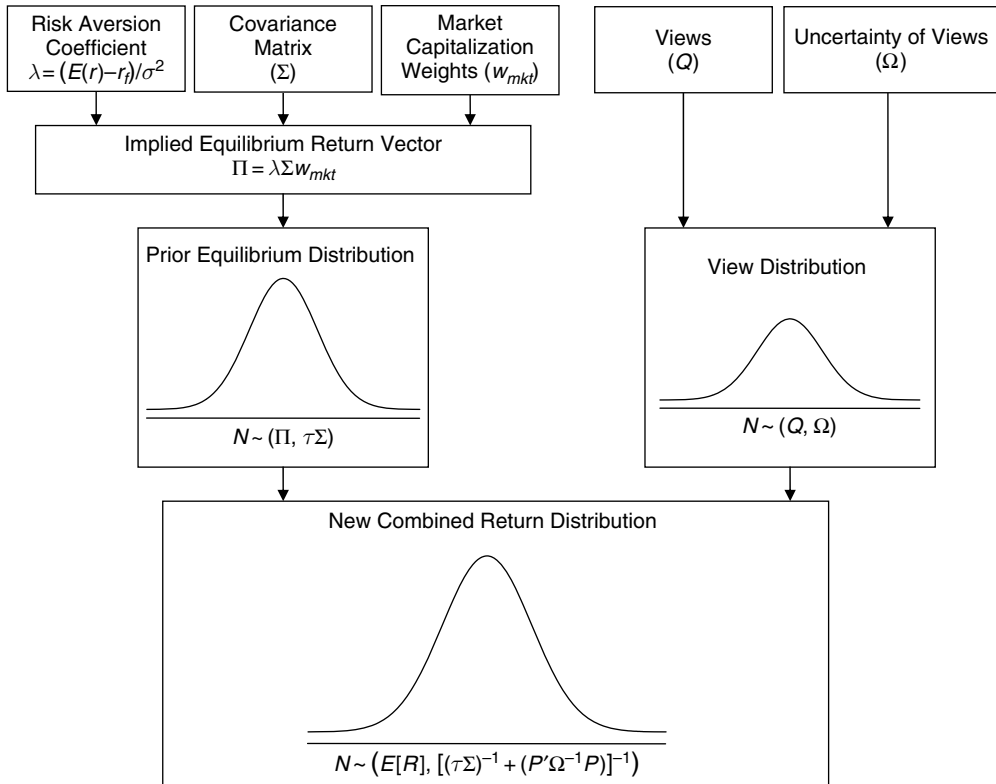 Risk Aversion
Coefficient
λ = (E(r) − r_f)/σ²
Covariance
Matrix
(Σ)
Market
Capitalization
Weights (w_mkt)
Views
(Q)
Uncertainty of Views
(Ω)
Implied Equilibrium Return Vector
Π = λΣw_mkt
Prior Equilibrium Distribution
N ~ (Π, τΣ)
View Distribution
N ~ (Q, Ω)
New Combined Return Distribution
N ~ (E[R], [(τΣ)⁻¹ + (P′Ω⁻¹P)]⁻¹)